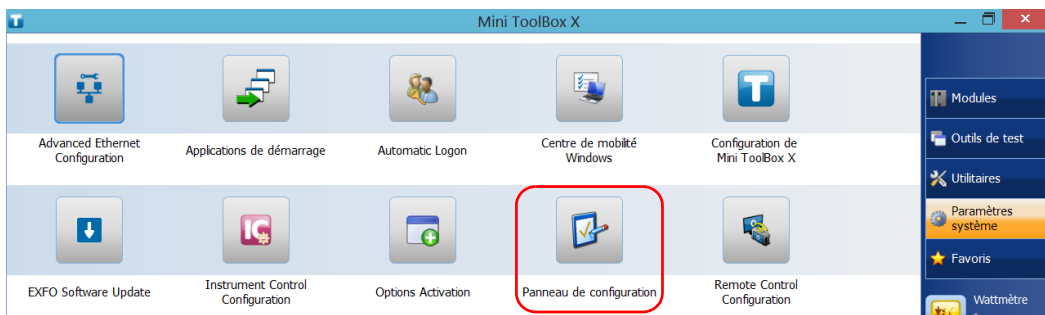 Mini ToolBox X
Advanced Ethernet
Configuration
Applications de démarrage
Automatic Logon
Centre de mobilité
Windows
Configuration de
Mini ToolBox X
EXFO Software Update
Instrument Control
Configuration
Options Activation
Panneau de configuration
Remote Control
Configuration
Modules
Outils de test
Utilitaires
Paramètres
système
Favoris
Wattmètre